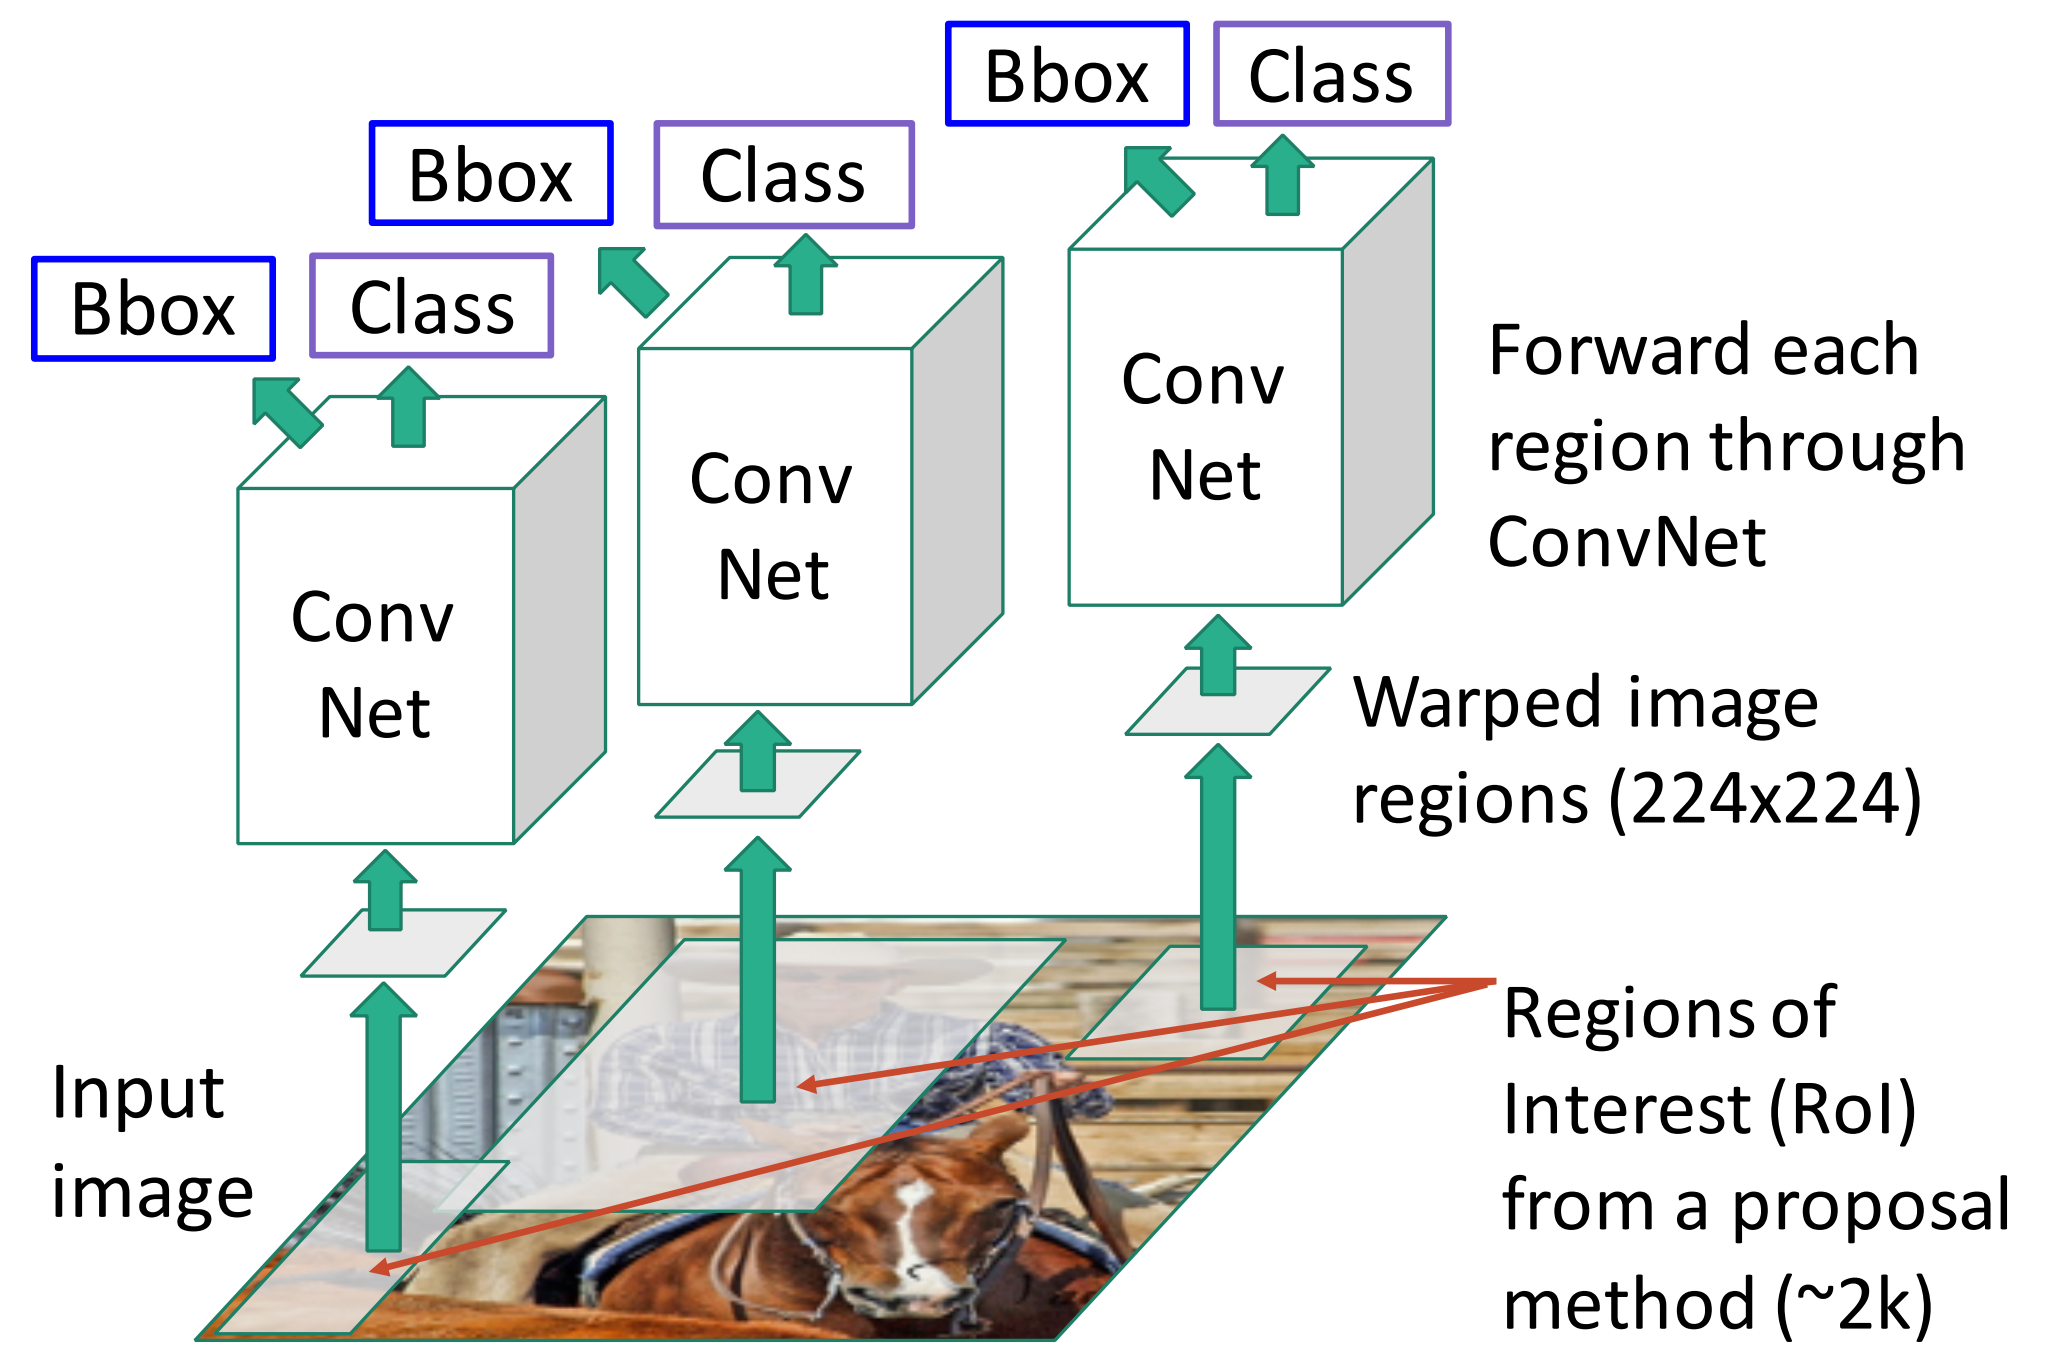 Bbox Class
Bbox Class
Bbox Class
Conv
Net
Conv
Net
Conv
Net
Forward each
region through
ConvNet
Warped image
regions (224x224)
Input
image
Regions of
Interest (RoI)
from a proposal
method (~2k)